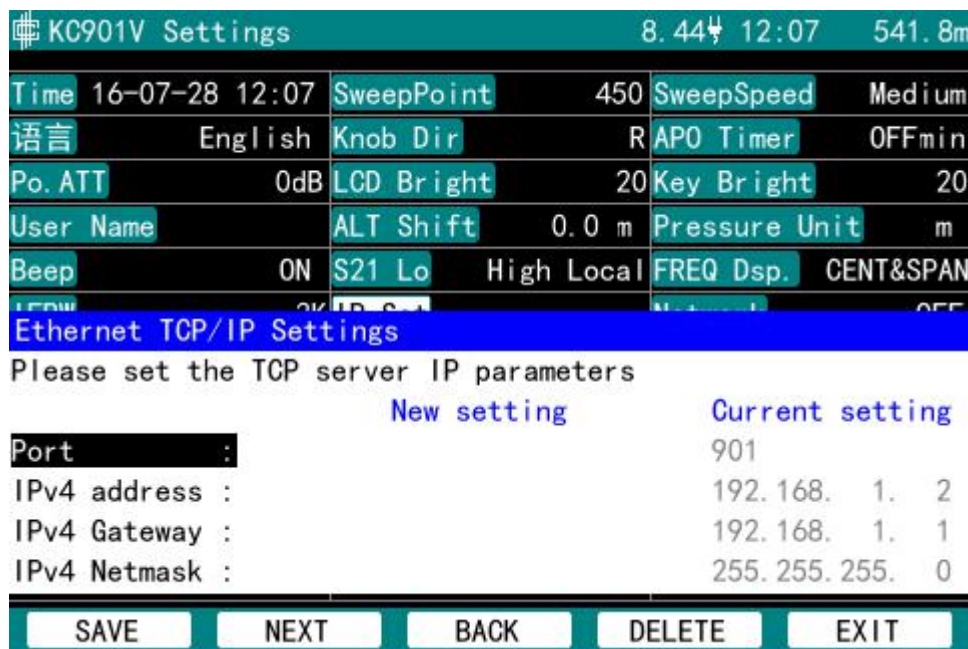 KC901V Settings 8.44 12:07 541.8m
Time 16-07-28 12:07 SweepPoint 450 SweepSpeed Medium
语言 English Knob Dir R APO Timer OFFmin
Po.ATT 0dB LCD Bright 20 Key Bright 20
User Name ALT Shift 0.0 m Pressure Unit m
Beep ON S21 Lo High Local FREQ Dsp. CENT&SPAN
Ethernet TCP/IP Settings
Please set the TCP server IP parameters
New setting Current setting
Port : 901
IPv4 address : 192.168. 1. 2
IPv4 Gateway : 192.168. 1. 1
IPv4 Netmask : 255.255.255. 0
SAVE NEXT BACK DELETE EXIT